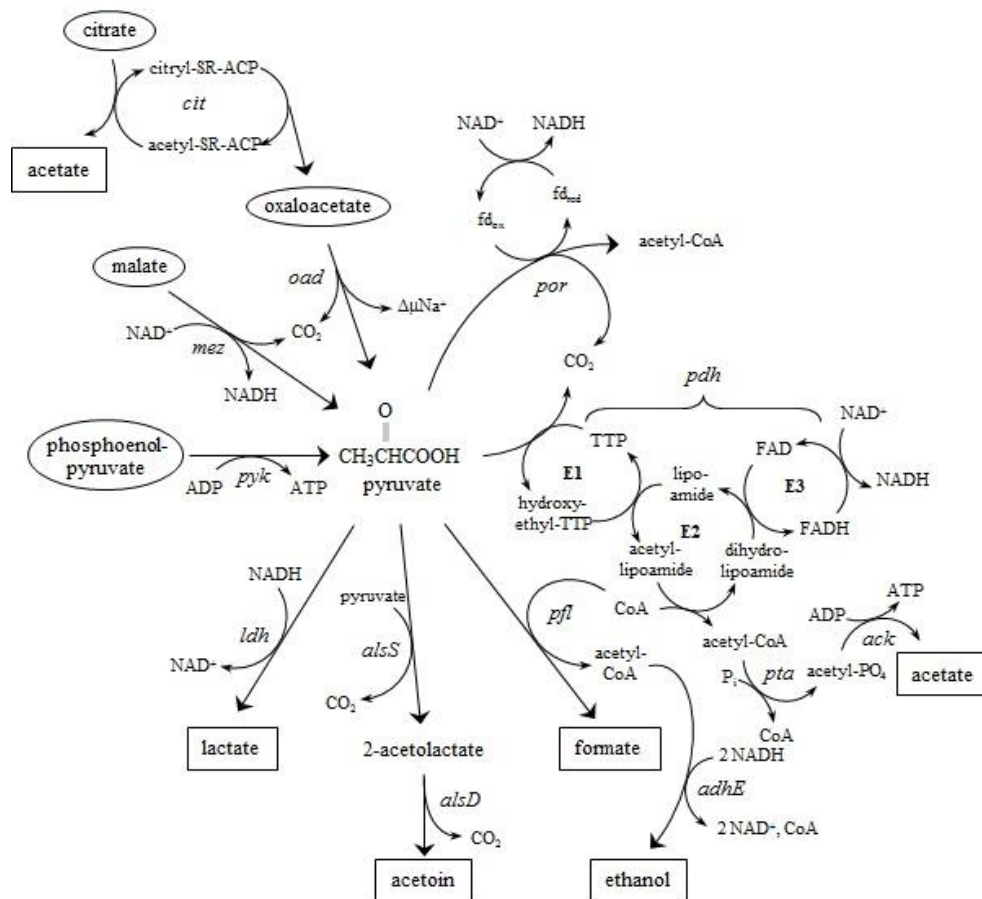 citrate
citryl-SR-ACP
cit
acetyl-SR-ACP
acetate
NAD⁺
NADH
fdₒₓ
fdᵣₑd
oxaloacetate
acetyl-CoA
malate
oad
por
ΔμNa⁺
NAD⁺
CO₂
mez
NADH
CO₂
pdh
O
phosphoenol-
pyruvate
CH₃CHCOOH
pyruvate
ADP
pyk
ATP
TTP
FAD
NAD⁺
E1
lipo-
amide
E3
NADH
hydroxy-
ethyl-TTP
E2
FADH
acetyl-
lipoamide
dihydro-
lipoamide
NADH
pyruvate
CoA
ATP
ldh
pfl
ADP
alsS
acetyl-CoA
ack
NAD⁺
acetyl-
CoA
Pᵢ
pta
acetyl-PO₄
acetate
CO₂
CoA
lactate
2-acetolactate
formate
2 NADH
alsD
adhE
CO₂
2 NAD⁺, CoA
acetoin
ethanol